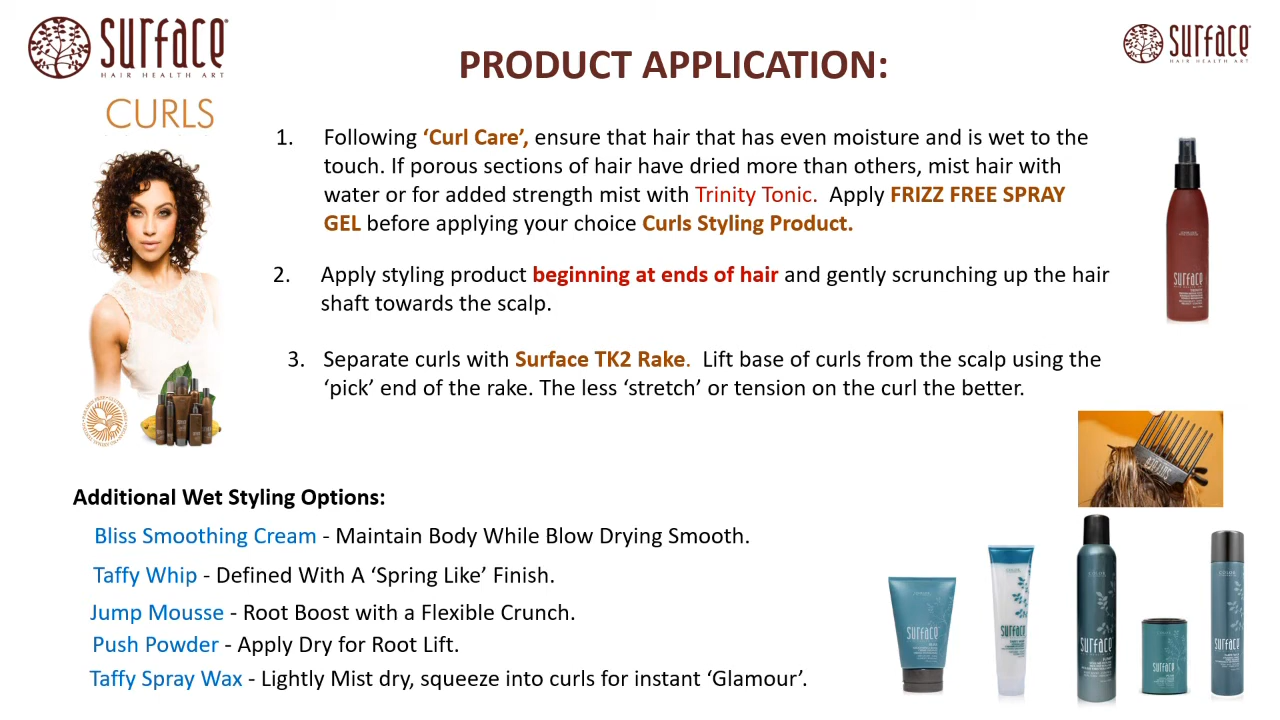 surface
HAIR HEALTH ART
CURLS
PRODUCT APPLICATION:
surface
HAIR HEALTH ART
1. Following ‘Curl Care’, ensure that hair that has even moisture and is wet to the
touch. If porous sections of hair have dried more than others, mist hair with
water or for added strength mist with Trinity Tonic. Apply FRIZZ FREE SPRAY
GEL before applying your choice Curls Styling Product.
2. Apply styling product beginning at ends of hair and gently scrunching up the hair
shaft towards the scalp.
3. Separate curls with Surface TK2 Rake. Lift base of curls from the scalp using the
‘pick’ end of the rake. The less ‘stretch’ or tension on the curl the better.
surface
surface
Additional Wet Styling Options:
Bliss Smoothing Cream - Maintain Body While Blow Drying Smooth.
Taffy Whip - Defined With A ‘Spring Like’ Finish.
Jump Mousse - Root Boost with a Flexible Crunch.
Push Powder - Apply Dry for Root Lift.
Taffy Spray Wax - Lightly Mist dry, squeeze into curls for instant ‘Glamour’.
surface
surface
surface
surface
surface